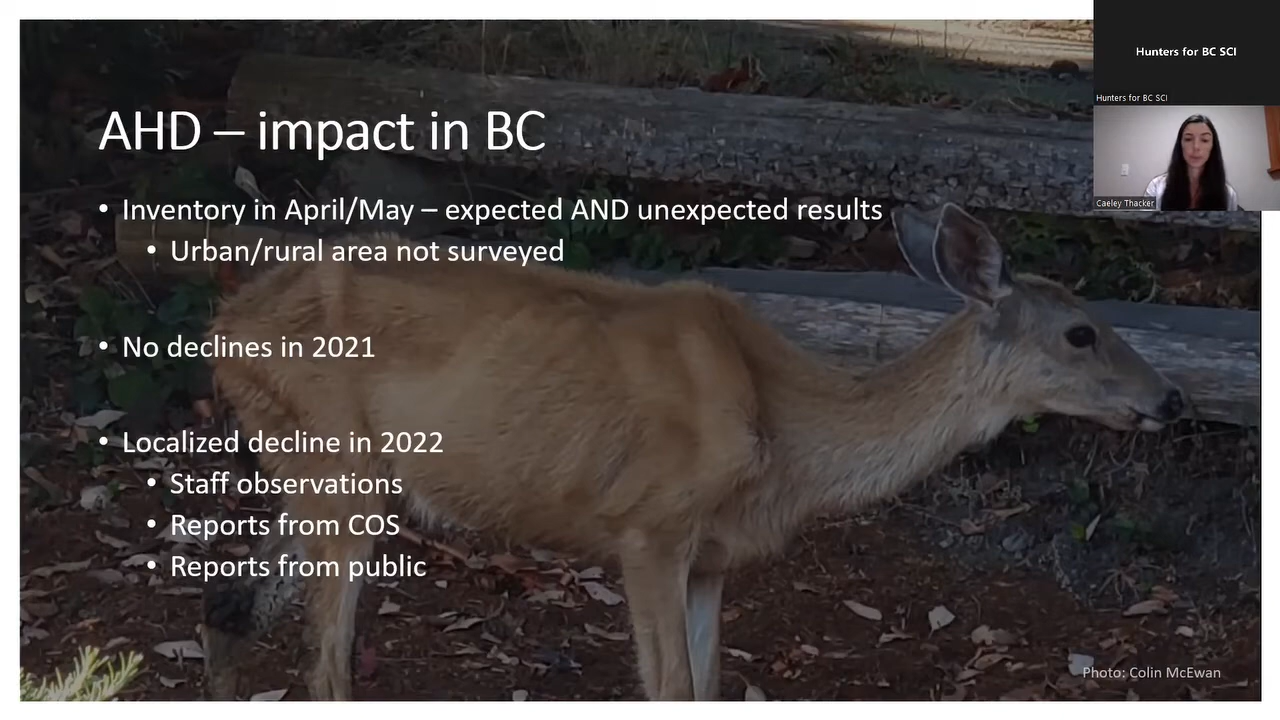 AHD – impact in BC
• Inventory in April/May – expected AND unexpected results
• Urban/rural area not surveyed
• No declines in 2021
• Localized decline in 2022
• Staff observations
• Reports from COS
• Reports from public
Photo: Colin McEwan
Hunters for BC SCI
Hunters for BC SCI
Caeley Thacker